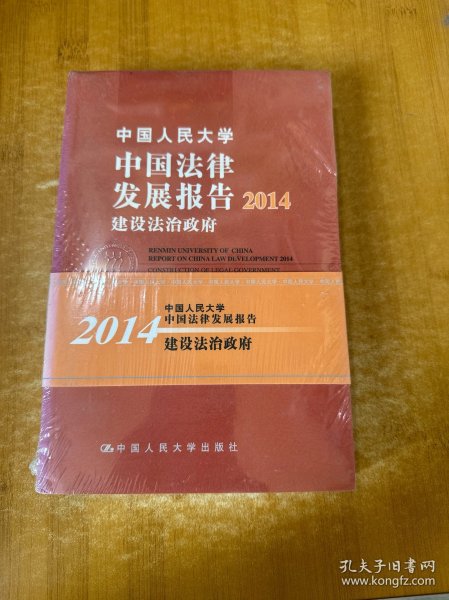 中国人民大学
中国法律
发展报告 2014
建设法治政府
RENMIN UNIVERSITY OF CHINA
REPORT ON CHINA LAW DEVELOPMENT 2014
CONSTRUCTION OF LEGAL GOVERNMENT
2014
中国人民大学
中国法律发展报告
建设法治政府
中国人民大学出版社
孔夫子旧书网
www.kongfz.com